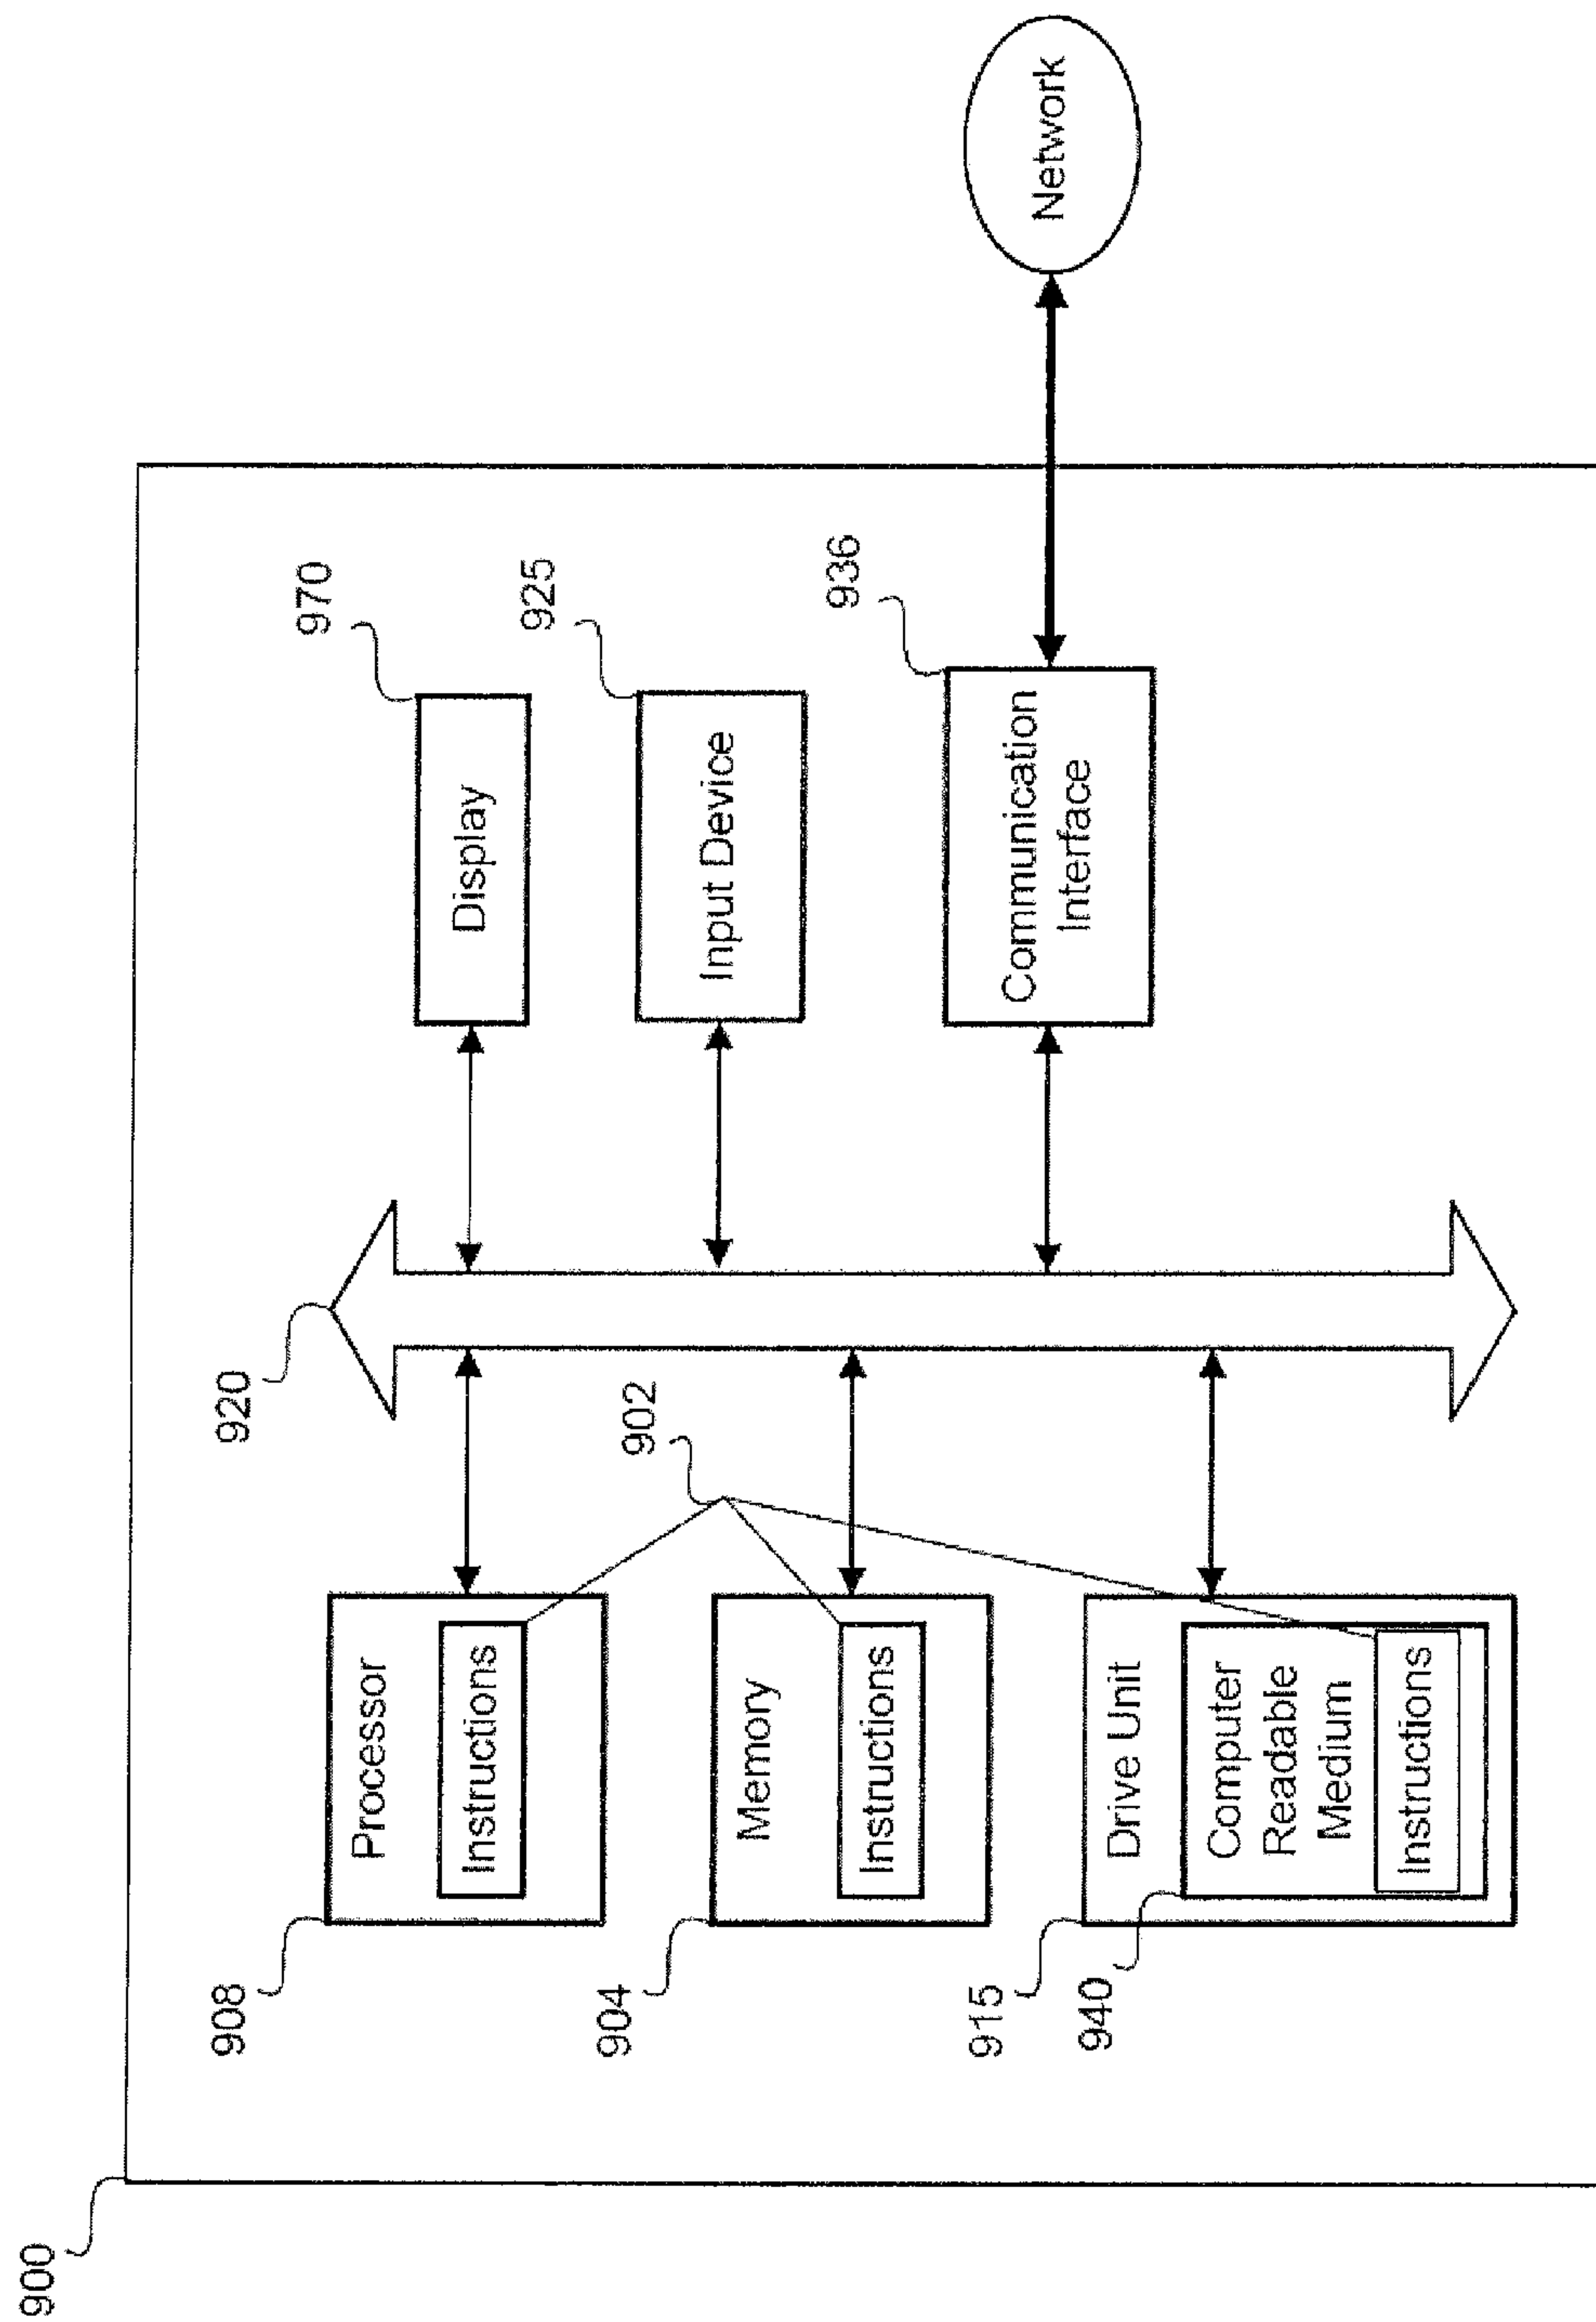 900
908
Processor
Instructions
904
Memory
Instructions
915
940
Drive Unit
Computer
Readable
Medium
Instructions
920
902
970
Display
925
Input Device
936
Communication
Interface
Network